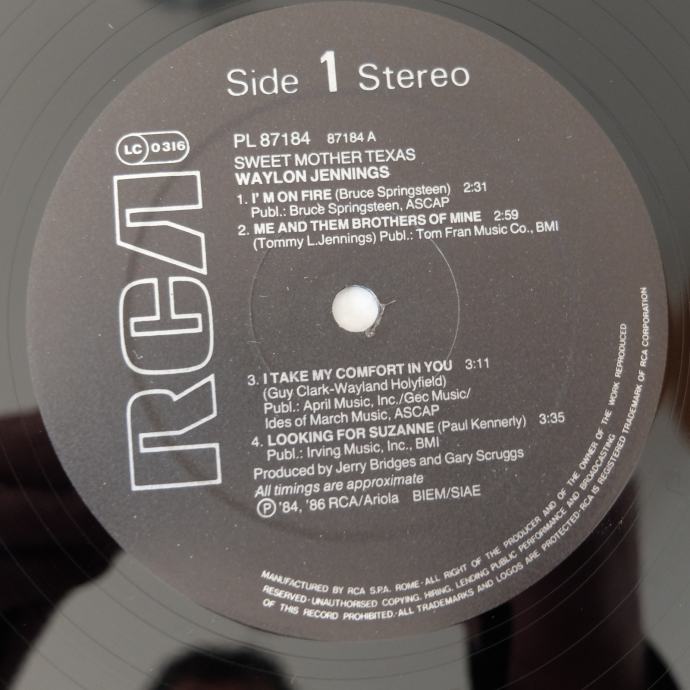 Side 1 Stereo
LC 0316
RCA
PL 87184 87184 A
SWEET MOTHER TEXAS
WAYLON JENNINGS
1. I' M ON FIRE (Bruce Springsteen) 2:31
Publ.: Bruce Springsteen, ASCAP
2. ME AND THEM BROTHERS OF MINE 2:59
(Tommy L.Jennings) Publ.: Tom Fran Music Co., BMI
3. I TAKE MY COMFORT IN YOU 3:11
(Guy Clark-Wayland Holyfield)
Publ.: April Music, Inc./Gec Music/
Ides of March Music, ASCAP
4. LOOKING FOR SUZANNE (Paul Kennerly) 3:35
Publ.: Irving Music, Inc., BMI
Produced by Jerry Bridges and Gary Scruggs
All timings are approximate
Ⓟ '84, '86 RCA/Ariola BIEM/SIAE
MANUFACTURED BY RCA S.P.A. ROME·ALL RIGHT OF THE PRODUCER AND OF THE OWNER OF THE WORK REPRODUCED
RESERVED·UNAUTHORISED COPYING, HIRING, LENDING PUBLIC PERFORMANCE AND BROADCASTING
OF THIS RECORD PROHIBITED·ALL TRADEMARKS AND LOGOS ARE PROTECTED·RCA IS REGISTERED TRADEMARK OF RCA CORPORATION